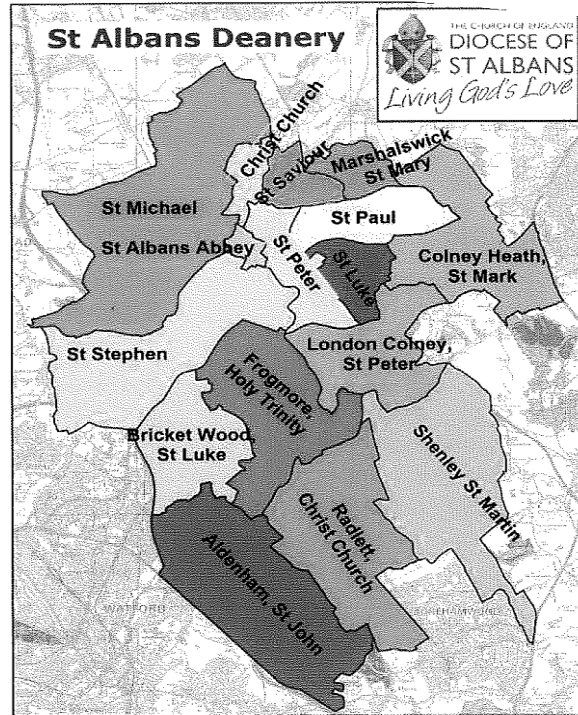 St Albans Deanery
THE CHURCH OF ENGLAND
DIOCESE OF
ST ALBANS
Living God's Love
Christ Church
St Saviour
Marshalswick
St Mary
St Michael
St Paul
St Albans Abbey
St Peter
St Luke
Colney Heath,
St Mark
St Stephen
London Colney,
St Peter
Frogmore,
Holy Trinity
Bricket Wood,
St Luke
Shenley St Martin
Radlett,
Christ Church
Aldenham, St John
WATFORD